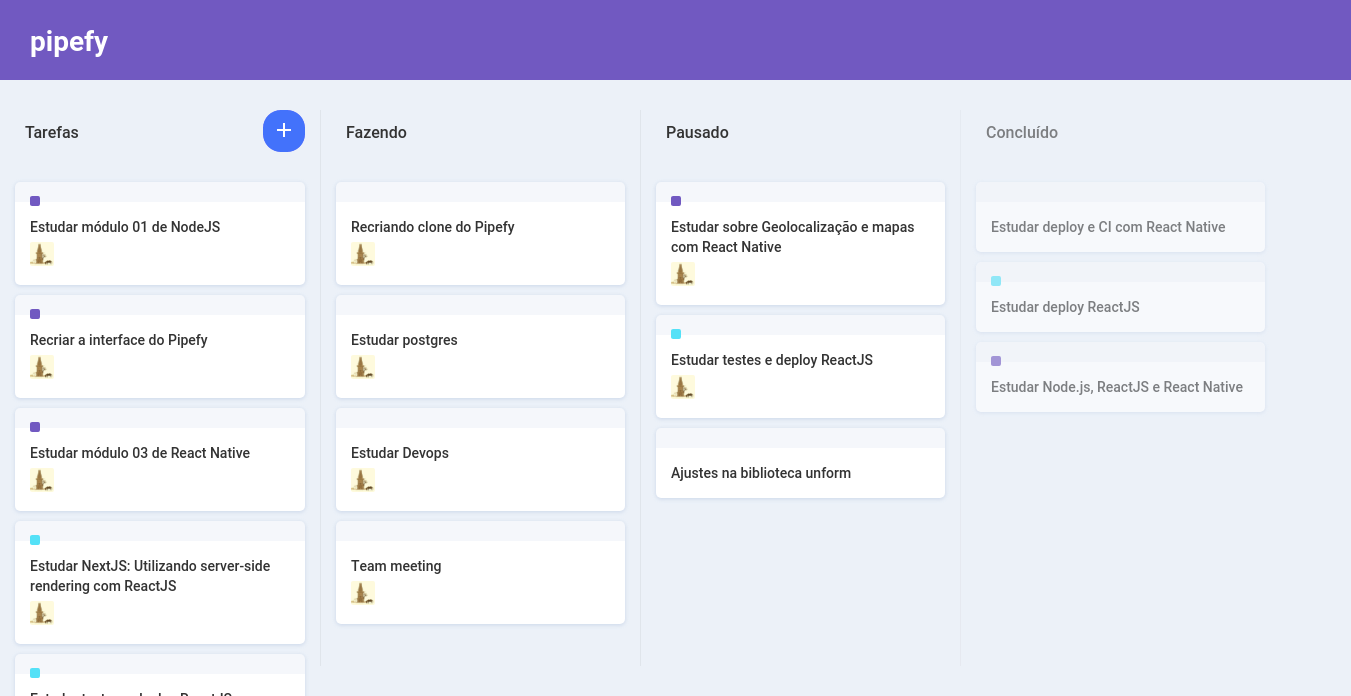 pipefy
Tarefas
+
Estudar módulo 01 de NodeJS
Recriar a interface do Pipefy
Estudar módulo 03 de React Native
Estudar NextJS: Utilizando server-side
rendering com ReactJS
Fazendo
Recriando clone do Pipefy
Estudar postgres
Estudar Devops
Team meeting
Pausado
Estudar sobre Geolocalização e mapas
com React Native
Estudar testes e deploy ReactJS
Ajustes na biblioteca unform
Concluído
Estudar deploy e CI com React Native
Estudar deploy ReactJS
Estudar Node.js, ReactJS e React Native